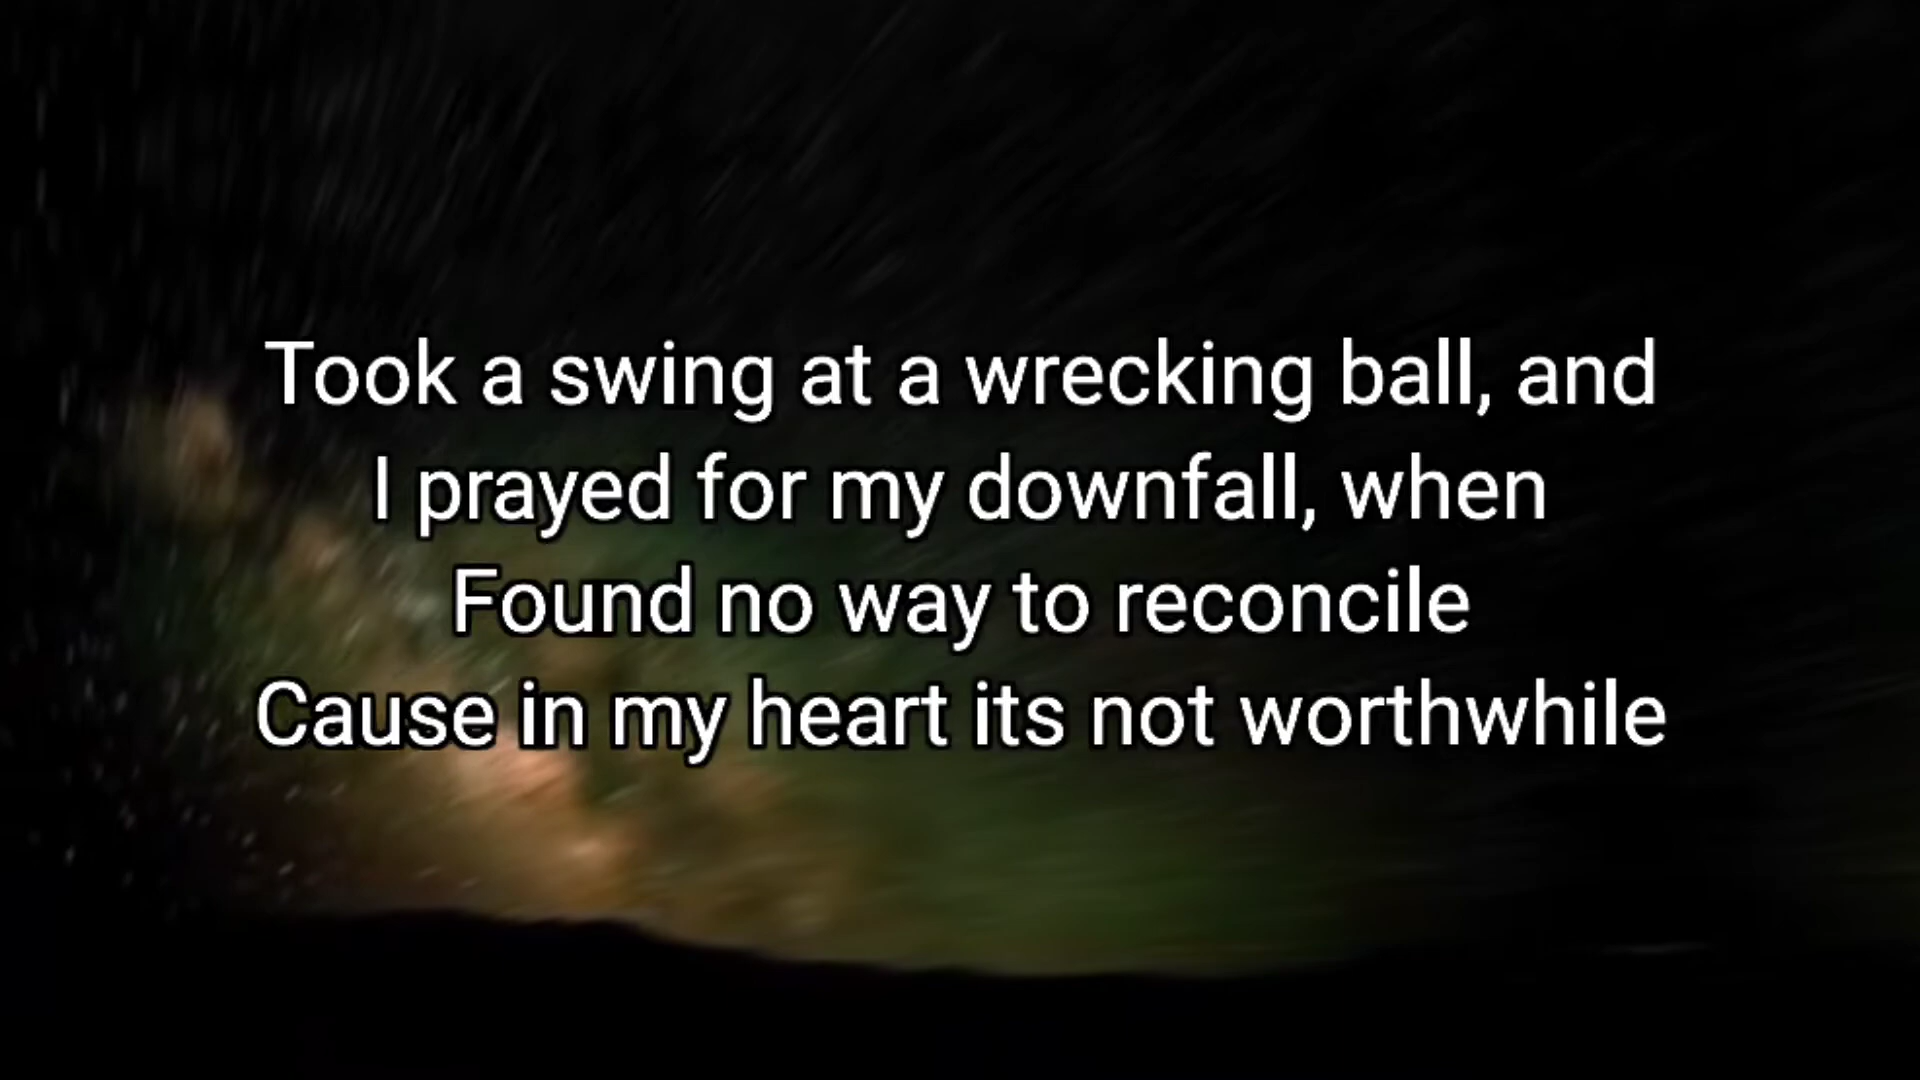 Took a swing at a wrecking ball, and
I prayed for my downfall, when
Found no way to reconcile
Cause in my heart its not worthwhile